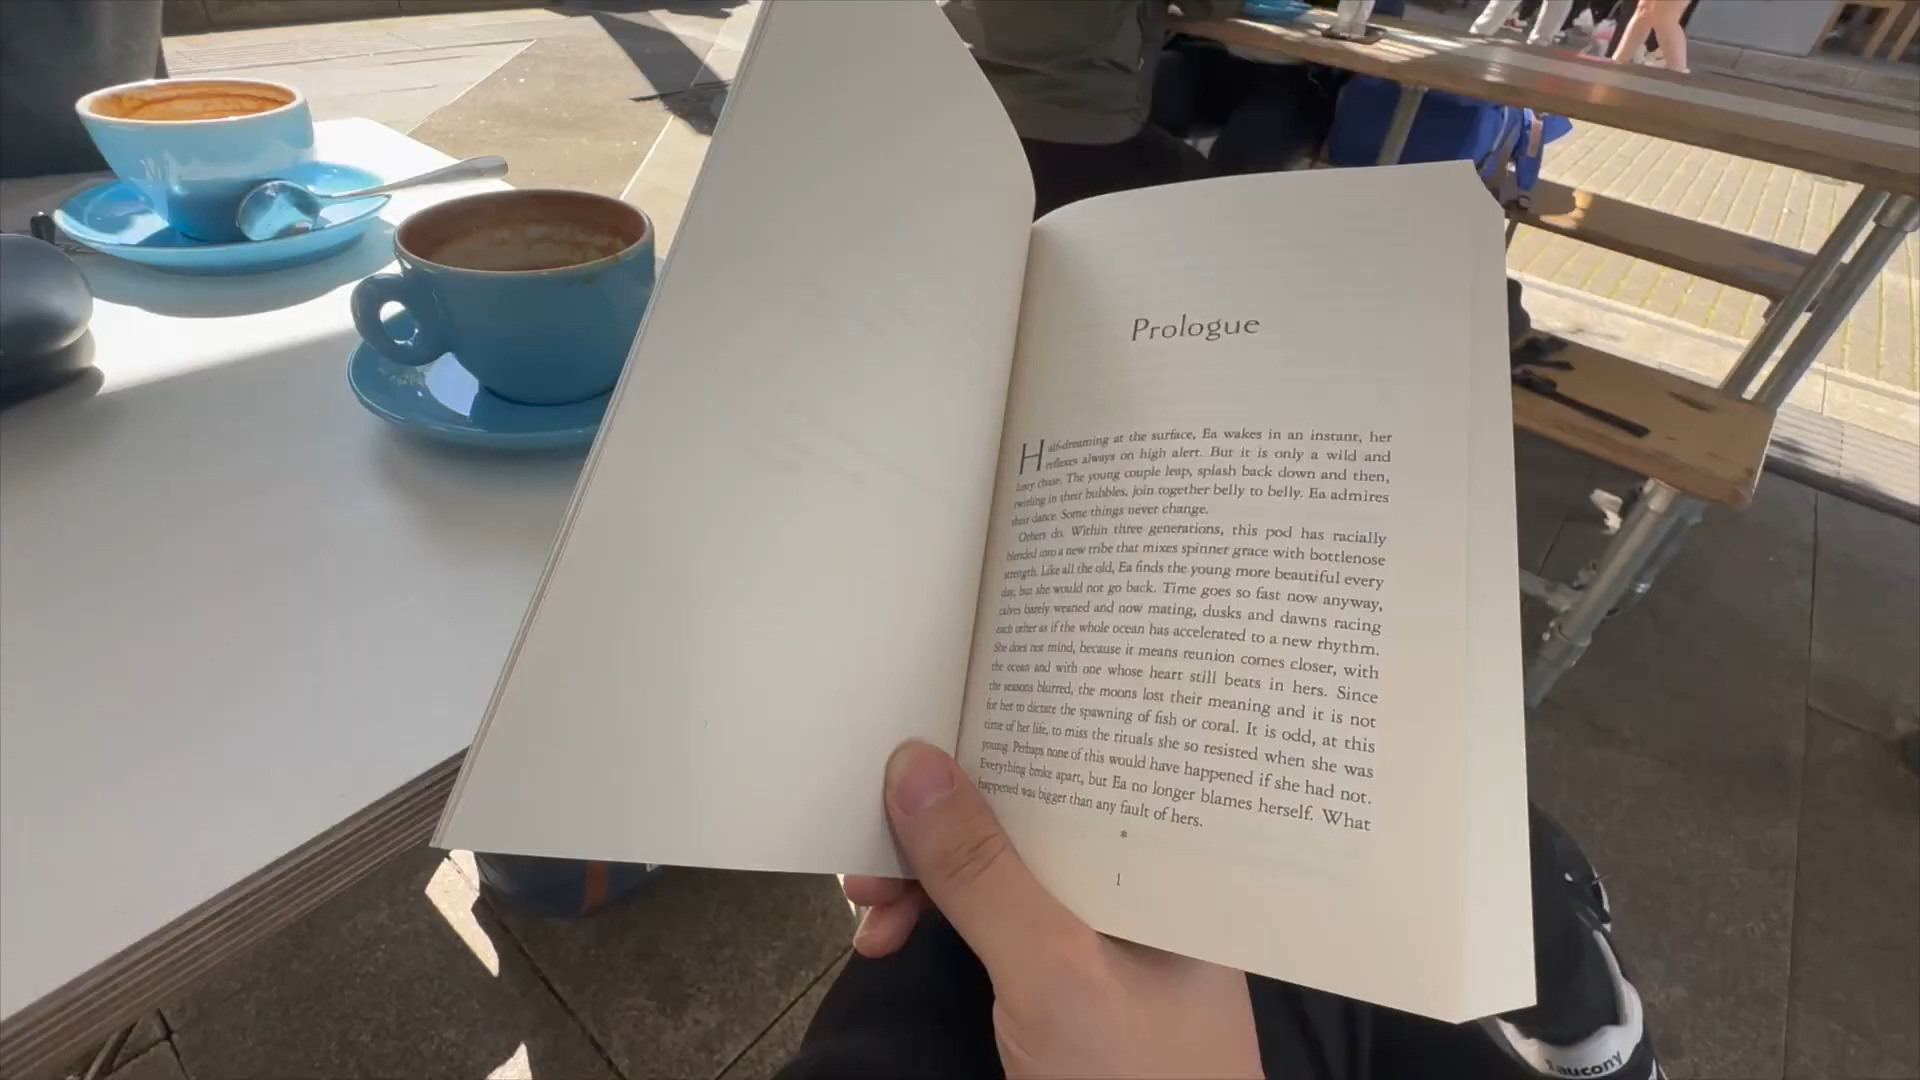 Prologue
Half-dreaming at the surface, Ea wakes in an instant, her
reflexes always on high alert. But it is only a wild and
lusty chase. The young couple leap, splash back down and then,
twirling in their bubbles, join together belly to belly. Ea admires
their dance. Some things never change.
Others do. Within three generations, this pod has racially
blended into a new tribe that mixes spinner grace with bottlenose
strength. Like all the old, Ea finds the young more beautiful every
day, but she would not go back. Time goes so fast now anyway,
calves barely weaned and now mating, dusks and dawns racing
each other as if the whole ocean has accelerated to a new rhythm.
She does not mind, because it means reunion comes closer, with
the ocean and with one whose heart still beats in hers. Since
the seasons blurred, the moons lost their meaning and it is not
for her to dictate the spawning of fish or coral. It is odd, at this
time of her life, to miss the rituals she so resisted when she was
young. Perhaps none of this would have happened if she had not.
Everything broke apart, but Ea no longer blames herself. What
happened was bigger than any fault of hers.
*
1
saucony